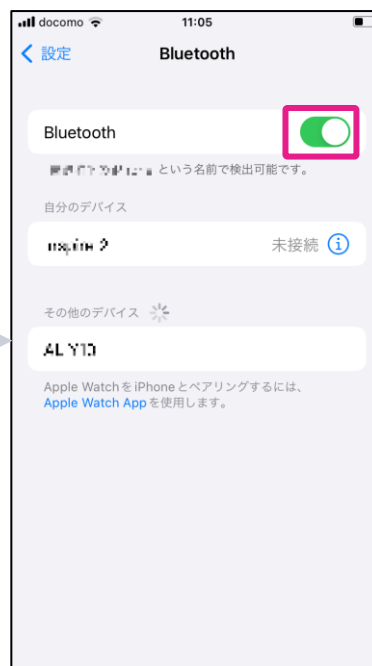 docomo 11:05
設定 Bluetooth
Bluetooth
という名前で検出可能です。
自分のデバイス
未接続
その他のデバイス
Apple WatchをiPhoneとペアリングするには、
Apple Watch Appを使用します。